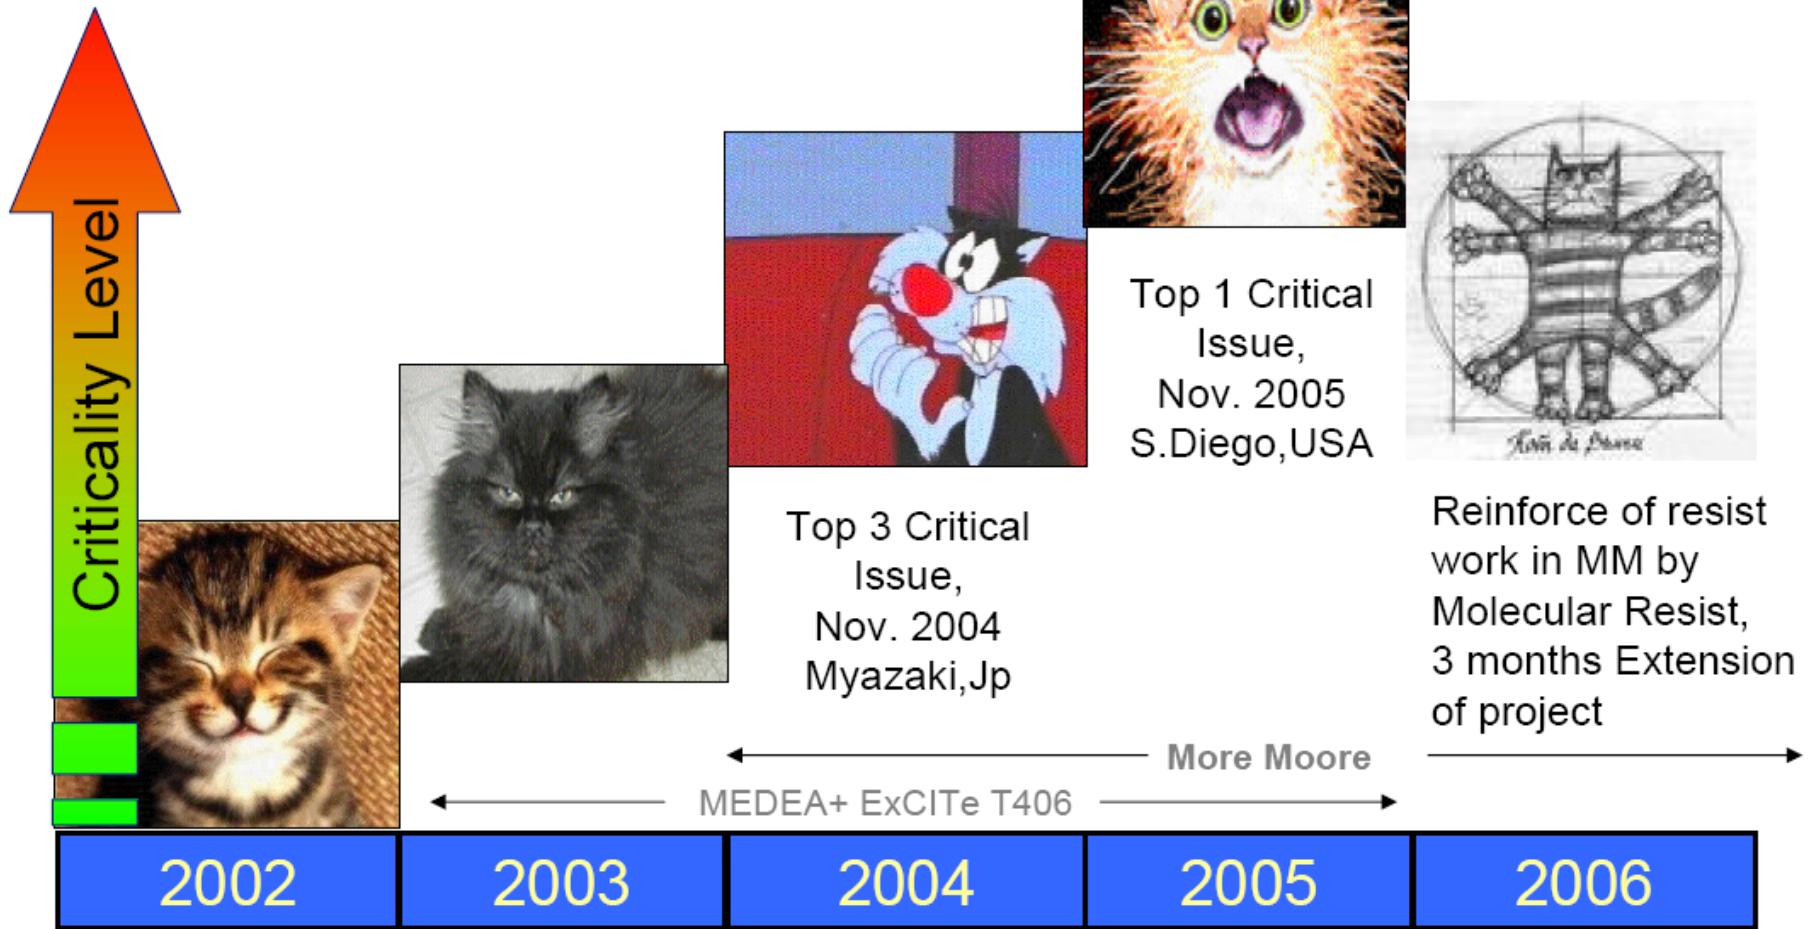 Criticality Level
Top 1 Critical
Issue,
Nov. 2005
S.Diego,USA
Top 3 Critical
Issue,
Nov. 2004
Myazaki,Jp
Reinforce of resist
work in MM by
Molecular Resist,
3 months Extension
of project
More Moore
MEDEA+ ExCITe T406
2002
2003
2004
2005
2006